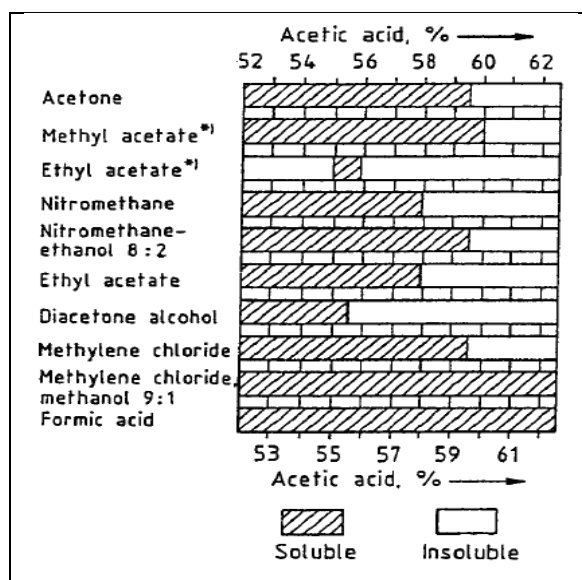 Acetic acid, %
52 54 56 58 60 62
Acetone
Methyl acetate*)
Ethyl acetate*)
Nitromethane
Nitromethane-
ethanol 8:2
Ethyl acetate
Diacetone alcohol
Methylene chloride
Methylene chloride,
methanol 9:1
Formic acid
53 55 57 59 61
Acetic acid, %
Soluble Insoluble